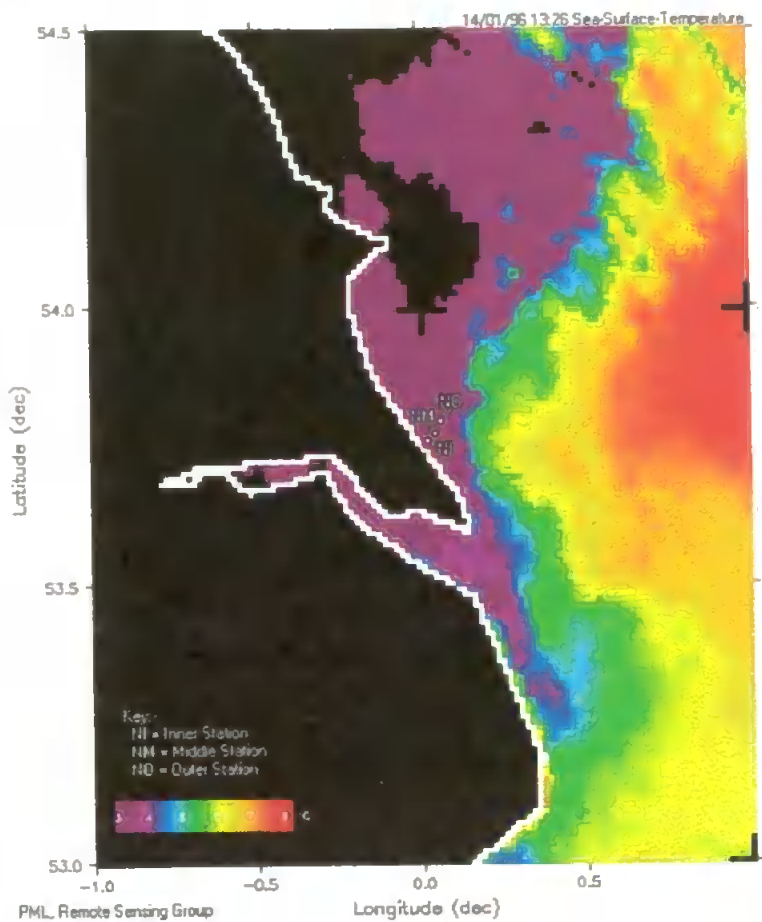 14/01/96 13:26 Sea-Surface-Temperature
54.5
54.0
53.5
53.0
Latitude (dec)
NO
NM
NI
Key:-
NI = Inner Station
NM = Middle Station
NO = Outer Station
3 4 5 6 7 8 °C
-1.0 -0.5 0.0 0.5
Longitude (dec)
PML, Remote Sensing Group